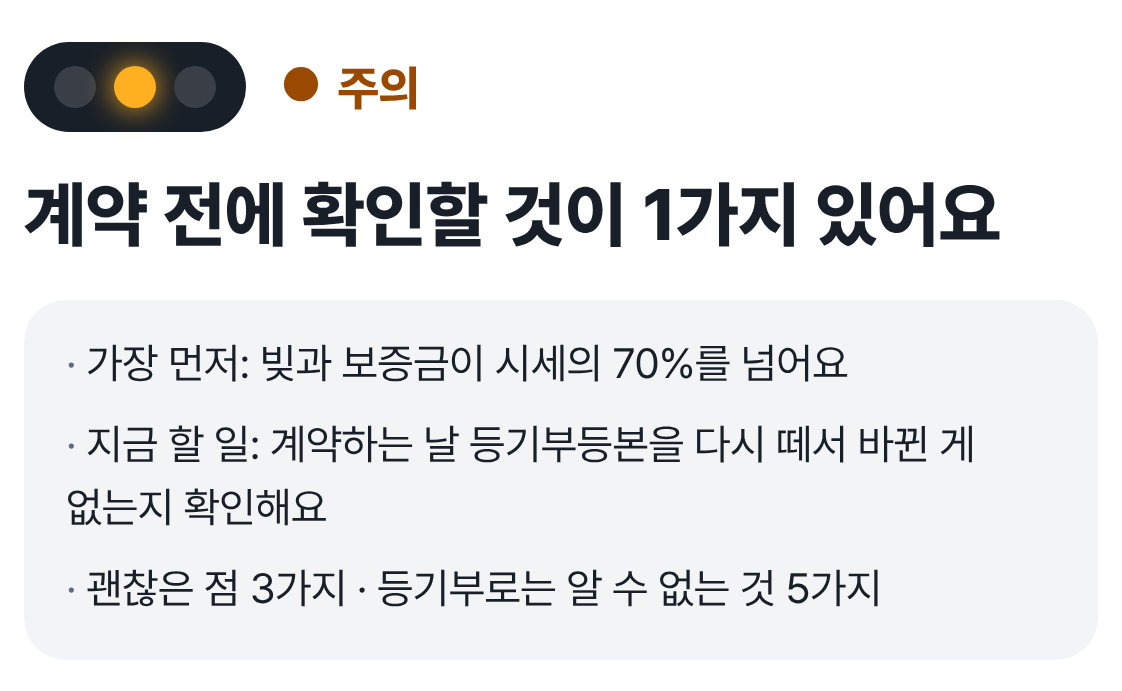 주의
계약 전에 확인할 것이 1가지 있어요
· 가장 먼저: 빚과 보증금이 시세의 70%를 넘어요
· 지금 할 일: 계약하는 날 등기부등본을 다시 떼서 바뀐 게
없는지 확인해요
· 괜찮은 점 3가지 · 등기부로는 알 수 없는 것 5가지